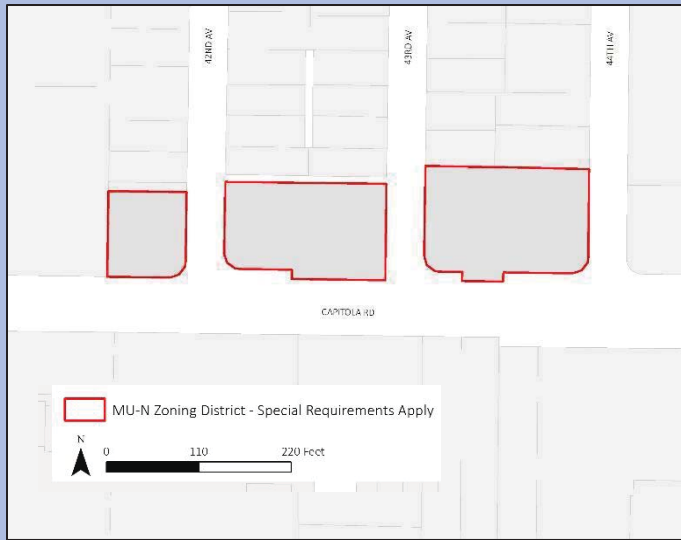 42ND AV
43RD AV
44TH AV
CAPITOLA RD
MU-N Zoning District - Special Requirements Apply
N
0 110 220 Feet